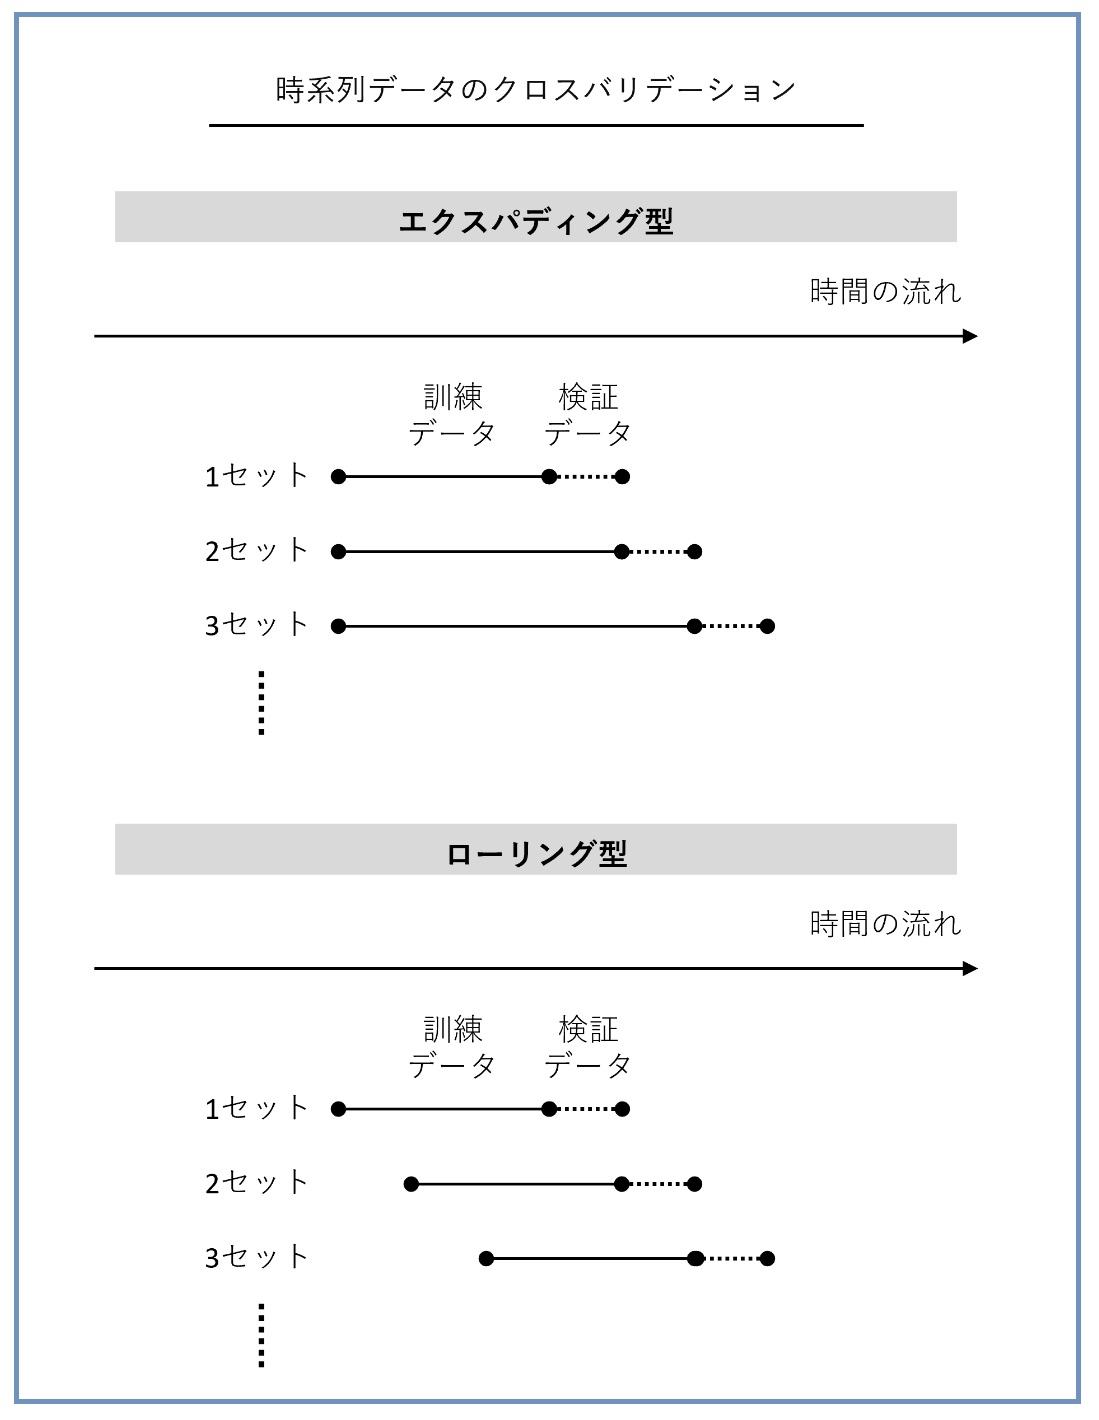 時系列データのクロスバリデーション
エクスパディング型
時間の流れ
訓練
データ
検証
データ
1セット
2セット
3セット
ローリング型
時間の流れ
訓練
データ
検証
データ
1セット
2セット
3セット